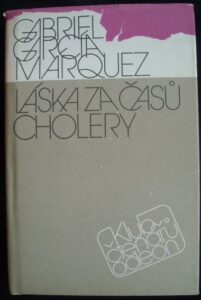 GABRIEL
GARCÍA
MÁRQUEZ
LÁSKA ZA ČASŮ
CHOLERY
klub
čtenářů
odeon